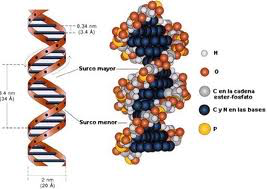 0.34 nm
(3.4 Å)
Surco mayor
3.4 nm
(34 Å)
Surco menor
2 nm
(20 Å)
H
O
C en la cadena
ester-fosfato
C y N en las bases
P